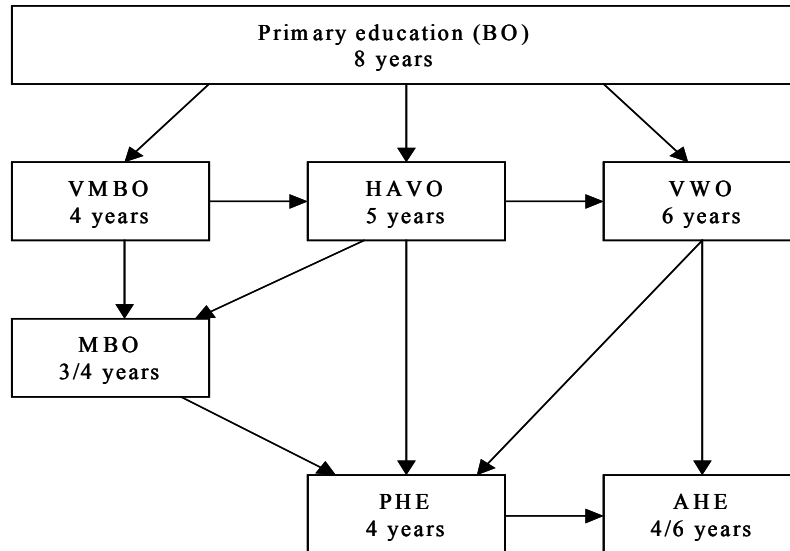 Primary education (BO)
8 years
VMBO
4 years
HAVO
5 years
VWO
6 years
MBO
3/4 years
PHE
4 years
AHE
4/6 years